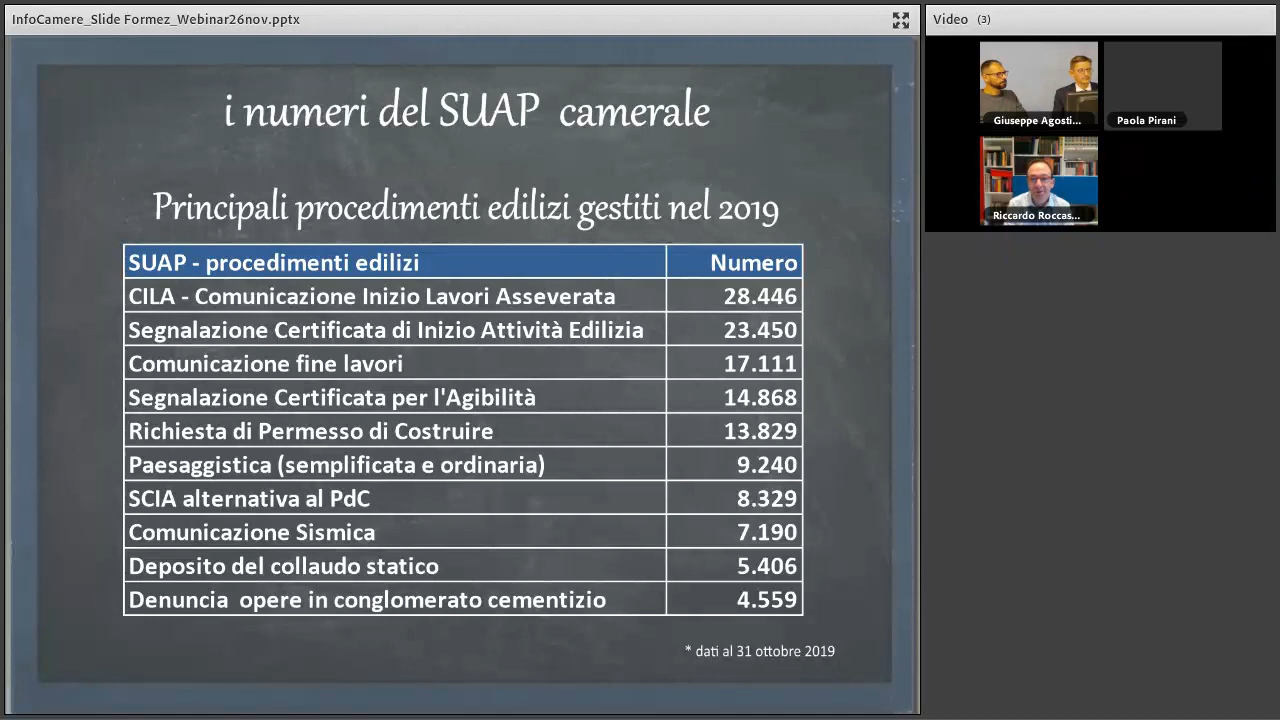 InfoCamere_Slide Formez_Webinar26nov.pptx
i numeri del SUAP camerale
Principali procedimenti edilizi gestiti nel 2019
SUAP - procedimenti edilizi Numero
CILA - Comunicazione Inizio Lavori Asseverata 28.446
Segnalazione Certificata di Inizio Attività Edilizia 23.450
Comunicazione fine lavori 17.111
Segnalazione Certificata per l'Agibilità 14.868
Richiesta di Permesso di Costruire 13.829
Paesaggistica (semplificata e ordinaria) 9.240
SCIA alternativa al PdC 8.329
Comunicazione Sismica 7.190
Deposito del collaudo statico 5.406
Denuncia opere in conglomerato cementizio 4.559
* dati al 31 ottobre 2019
Video (3)
Giuseppe Agosti...
Paola Pirani
Riccardo Roccas...